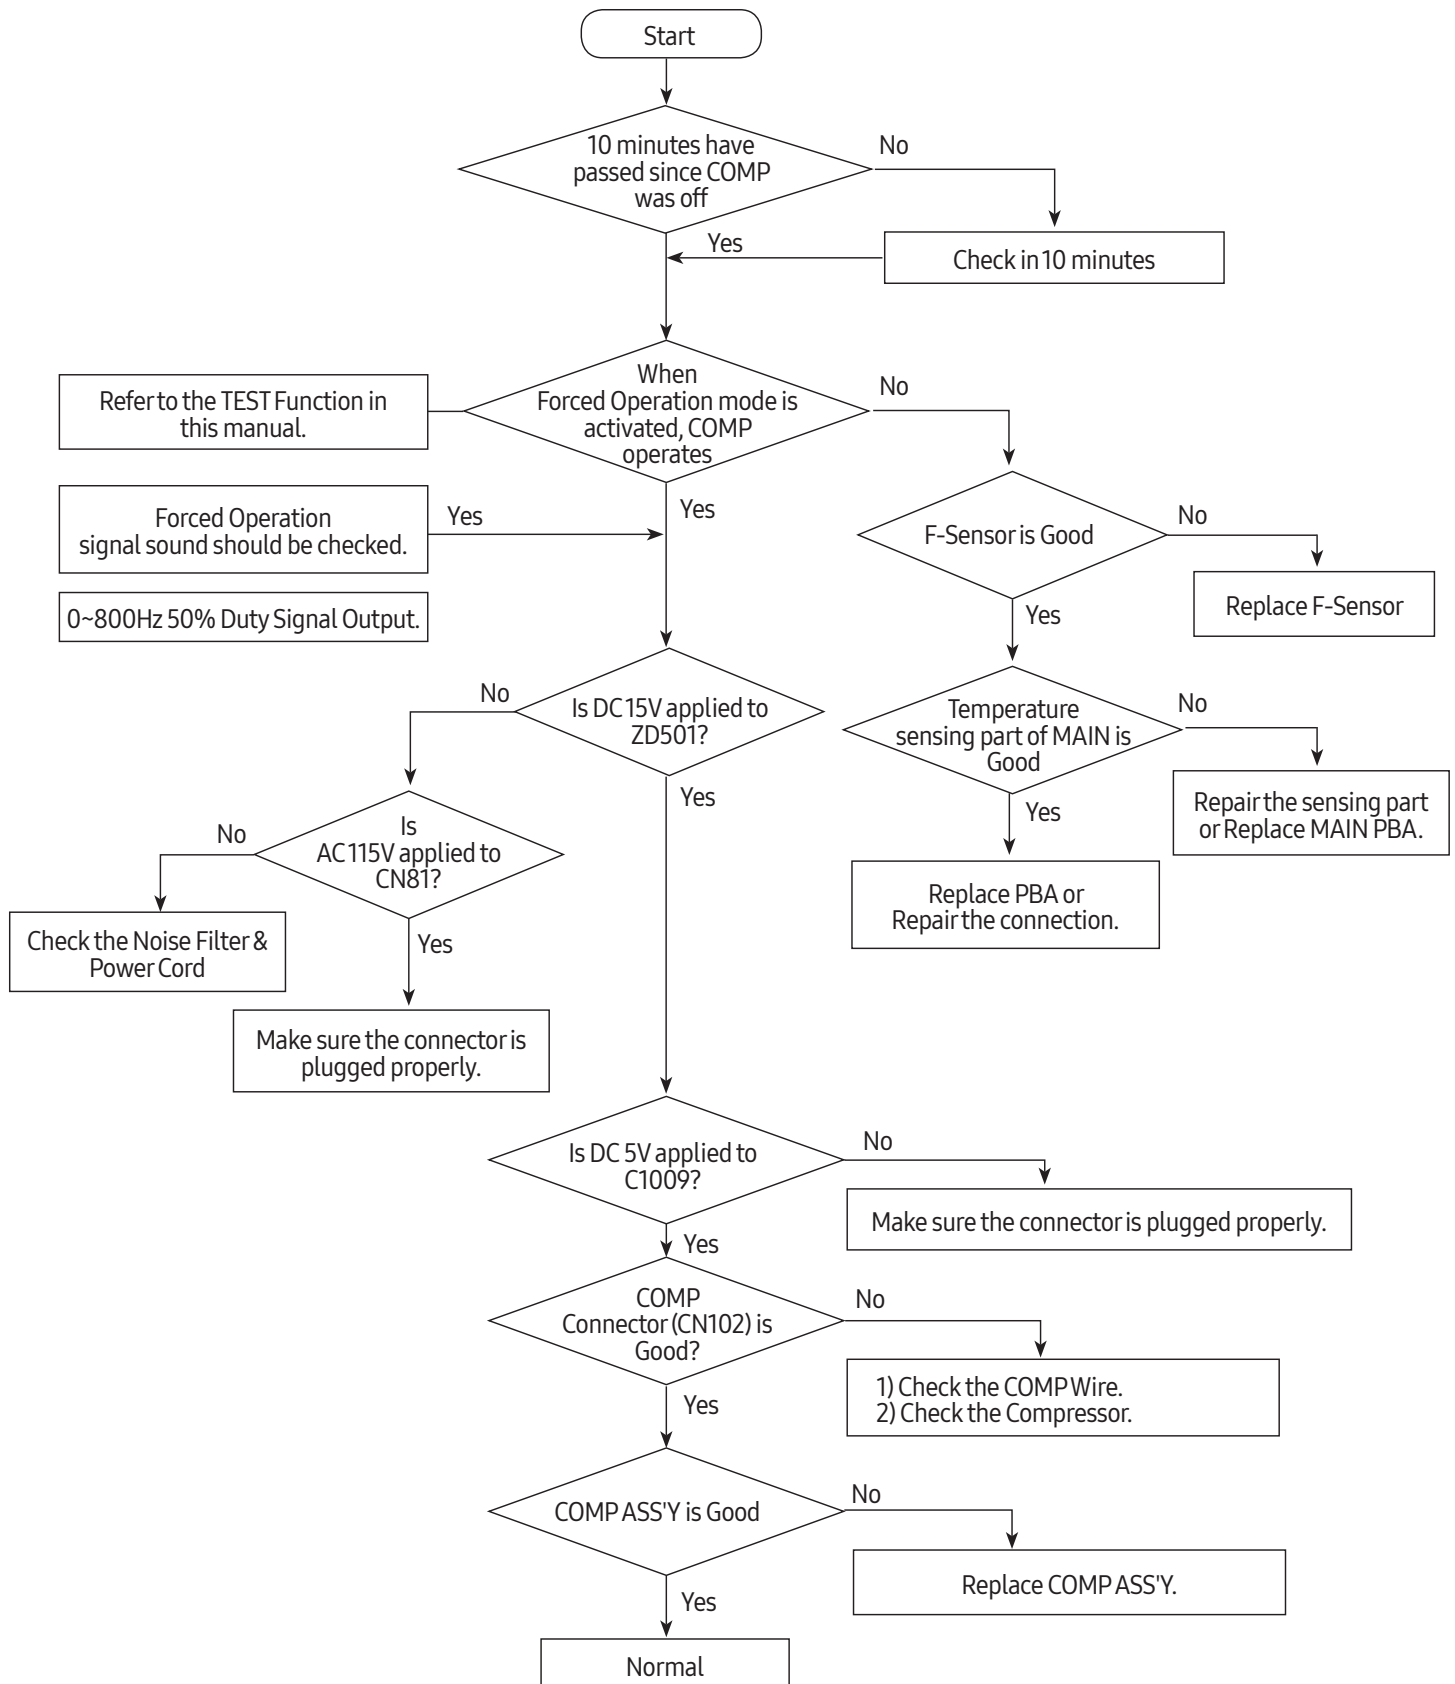 Start
10 minutes have
passed since COMP
was off
No
Yes
Check in 10 minutes
When
Forced Operation mode is
activated, COMP
operates
No
Refer to the TEST Function in
this manual.
Yes
Forced Operation
signal sound should be checked.
Yes
0~800Hz 50% Duty Signal Output.
F-Sensor is Good
No
Replace F-Sensor
Yes
Is DC 15V applied to
ZD501?
No
Yes
Temperature
sensing part of MAIN is
Good
No
Repair the sensing part
or Replace MAIN PBA.
Yes
Replace PBA or
Repair the connection.
Is
AC 115V applied to
CN81?
No
Check the Noise Filter &
Power Cord
Yes
Make sure the connector is
plugged properly.
Is DC 5V applied to
C1009?
No
Make sure the connector is plugged properly.
Yes
COMP
Connector (CN102) is
Good?
No
1) Check the COMP Wire.
2) Check the Compressor.
Yes
COMP ASS'Y is Good
No
Replace COMP ASS'Y.
Yes
Normal